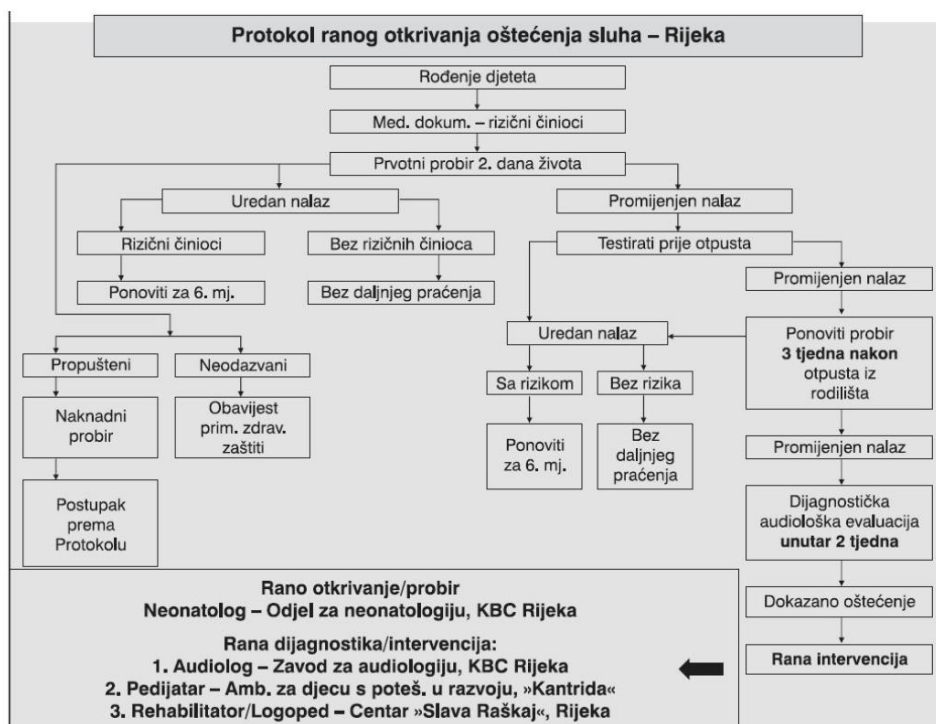 Protokol ranog otkrivanja oštećenja sluha – Rijeka
Rođenje djeteta
Med. dokum. – rizični činioci
Prvotni probir 2. dana života
Uredan nalaz
Promijenjen nalaz
Rizični činioci
Bez rizičnih činioca
Testirati prije otpusta
Ponoviti za 6. mj.
Bez daljnjeg praćenja
Promijenjen nalaz
Uredan nalaz
Ponoviti probir
3 tjedna nakon
otpusta iz
rodilišta
Propušteni
Neodazvani
Sa rizikom
Bez rizika
Naknadni
probir
Obavijest
prim. zdrav.
zaštiti
Ponoviti
za 6. mj.
Bez
daljnjeg
praćenja
Promijenjen nalaz
Postupak
prema
Protokolu
Dijagnostička
audiološka evaluacija
unutar 2 tjedna
Dokazano oštećenje
Rana intervencija
Rano otkrivanje/probir
Neonatolog – Odjel za neonatologiju, KBC Rijeka
Rana dijagnostika/intervencija:
1. Audiolog – Zavod za audiologiju, KBC Rijeka
2. Pedijatar – Amb. za djecu s poteš. u razvoju, »Kantrida«
3. Rehabilitator/Logoped – Centar »Slava Raškaj«, Rijeka